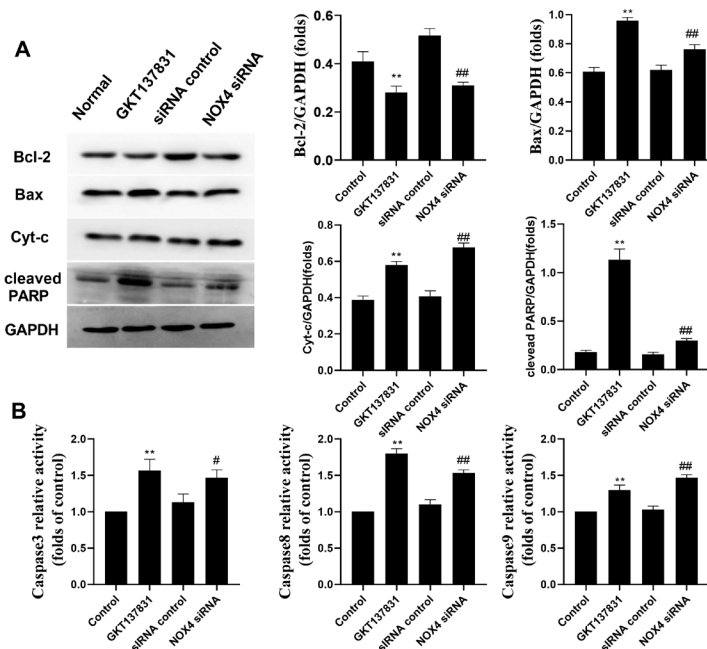 A
Normal
GKT137831
siRNA control
NOX4 siRNA
Bcl-2
Bax
Cyt-c
cleaved
PARP
GAPDH
Bcl-2/GAPDH (folds)
0.6
0.4
0.2
0.0
**
##
Control
GKT137831
siRNA control
NOX4 siRNA
Bax/GAPDH (folds)
1.0
0.8
0.6
0.4
0.2
0.0
**
##
Control
GKT137831
siRNA control
NOX4 siRNA
Cyt-c/GAPDH(folds)
0.8
0.6
0.4
0.2
0.0
**
##
Control
GKT137831
siRNA control
NOX4 siRNA
clevead PARP/GAPDH(folds)
1.5
1.0
0.5
0.0
**
##
Control
GKT137831
siRNA control
NOX4 siRNA
B
Caspase3 relative activity
(folds of control)
2.0
1.5
1.0
0.5
0.0
**
#
Control
GKT137831
siRNA control
NOX4 siRNA
Caspase8 relative activity
(folds of control)
2.0
1.5
1.0
0.5
0.0
**
##
Control
GKT137831
siRNA control
NOX4 siRNA
Caspase9 relative activity
(folds of control)
2.0
1.5
1.0
0.5
0.0
**
##
Control
GKT137831
siRNA control
NOX4 siRNA